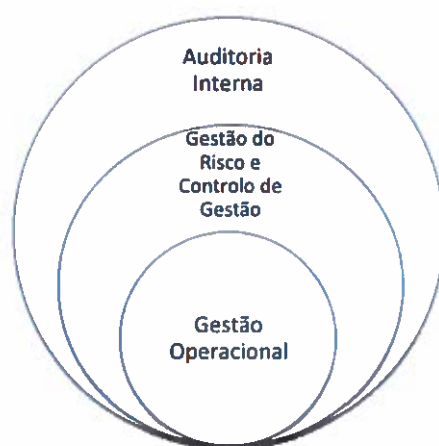 Auditoria
Interna
Gestão do
Risco e
Controlo de
Gestão
Gestão
Operacional